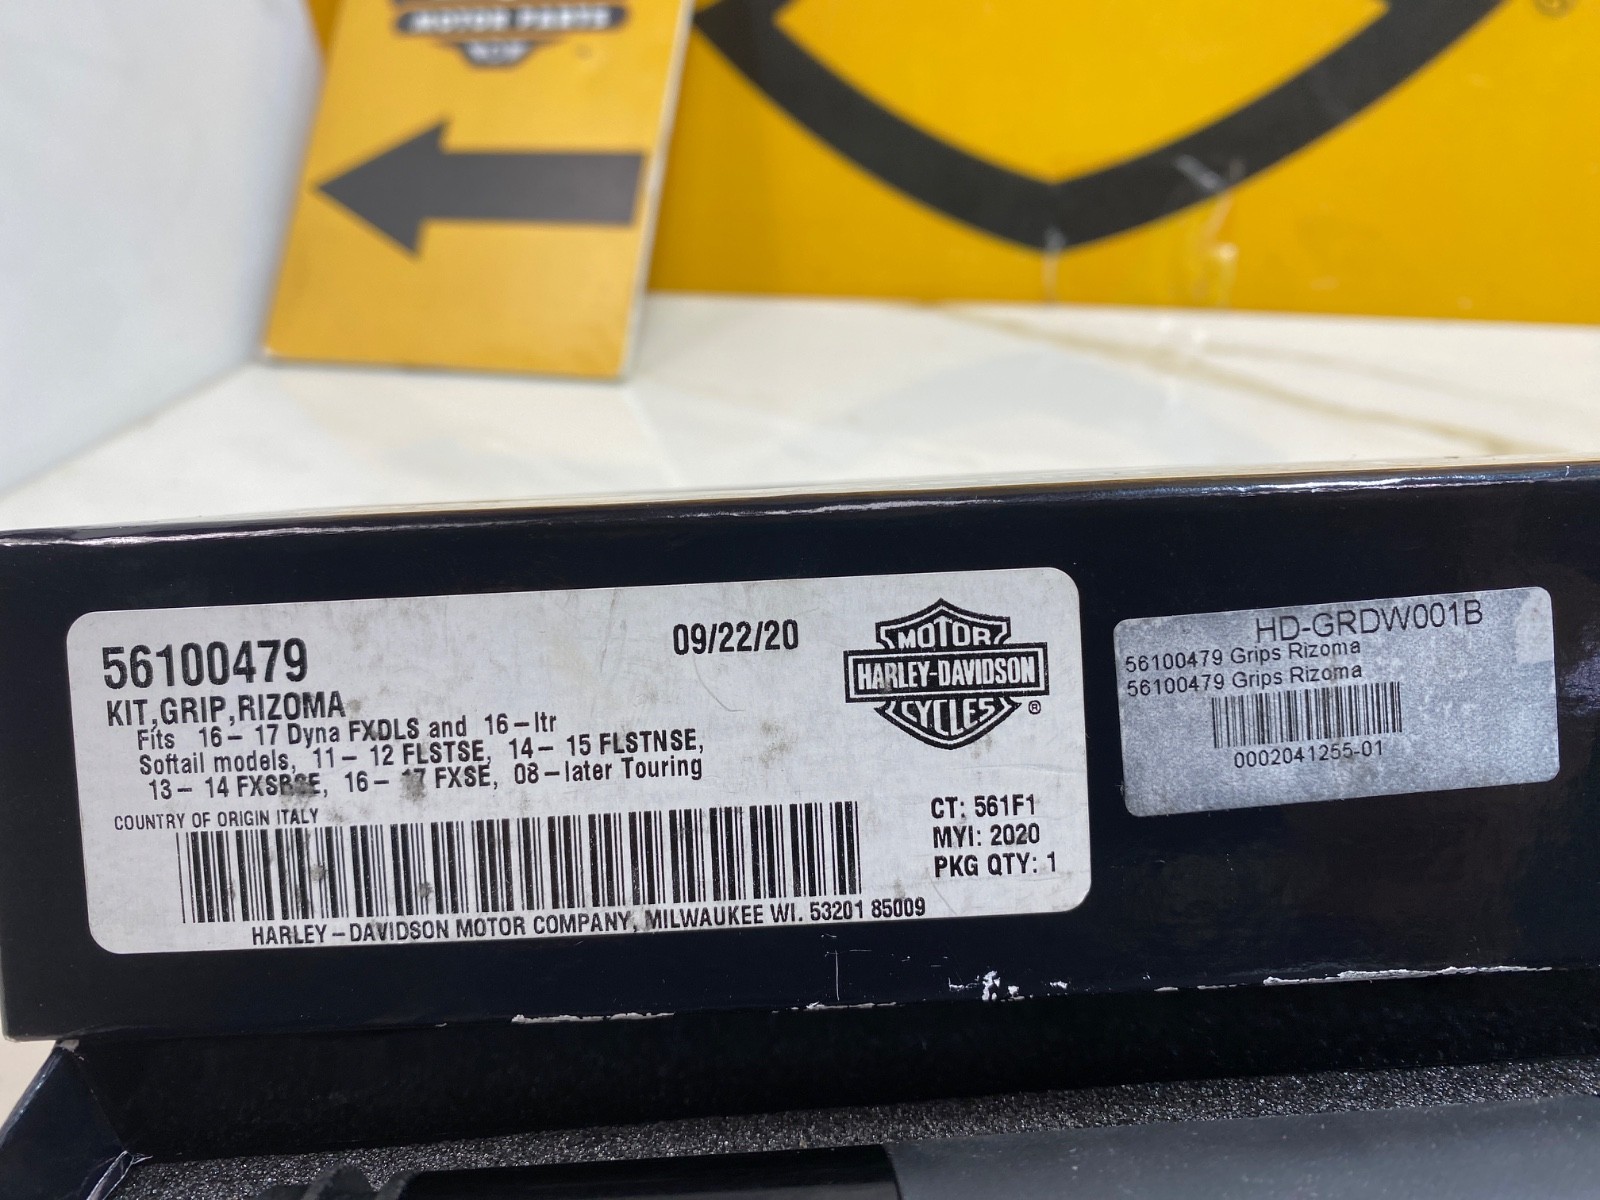 MOTOR PARTS
56100479
09/22/20
KIT,GRIP,RIZOMA
Fits 16-17 Dyna FXDLS and 16-ltr
Softail models, 11-12 FLSTSE, 14-15 FLSTNSE,
13-14 FXSBSE, 16-17 FXSE, 08-later Touring
COUNTRY OF ORIGIN ITALY
HARLEY-DAVIDSON MOTOR COMPANY, MILWAUKEE WI. 53201 85009
MOTOR
HARLEY-DAVIDSON
CYCLES ®
CT: 561F1
MYI: 2020
PKG QTY: 1
HD-GRDW001B
56100479 Grips Rizoma
56100479 Grips Rizoma
0002041255-01